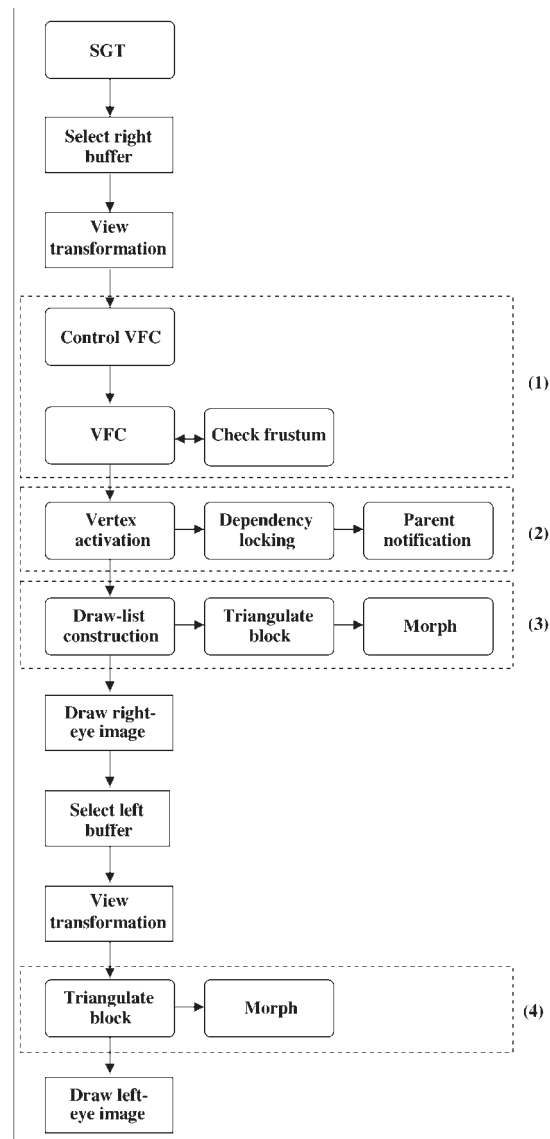 SGT
Select right
buffer
View
transformation
Control VFC
(1)
VFC
Check frustum
Vertex
activation
Dependency
locking
Parent
notification
(2)
Draw-list
construction
Triangulate
block
Morph
(3)
Draw right-
eye image
Select left
buffer
View
transformation
Triangulate
block
Morph
(4)
Draw left-
eye image